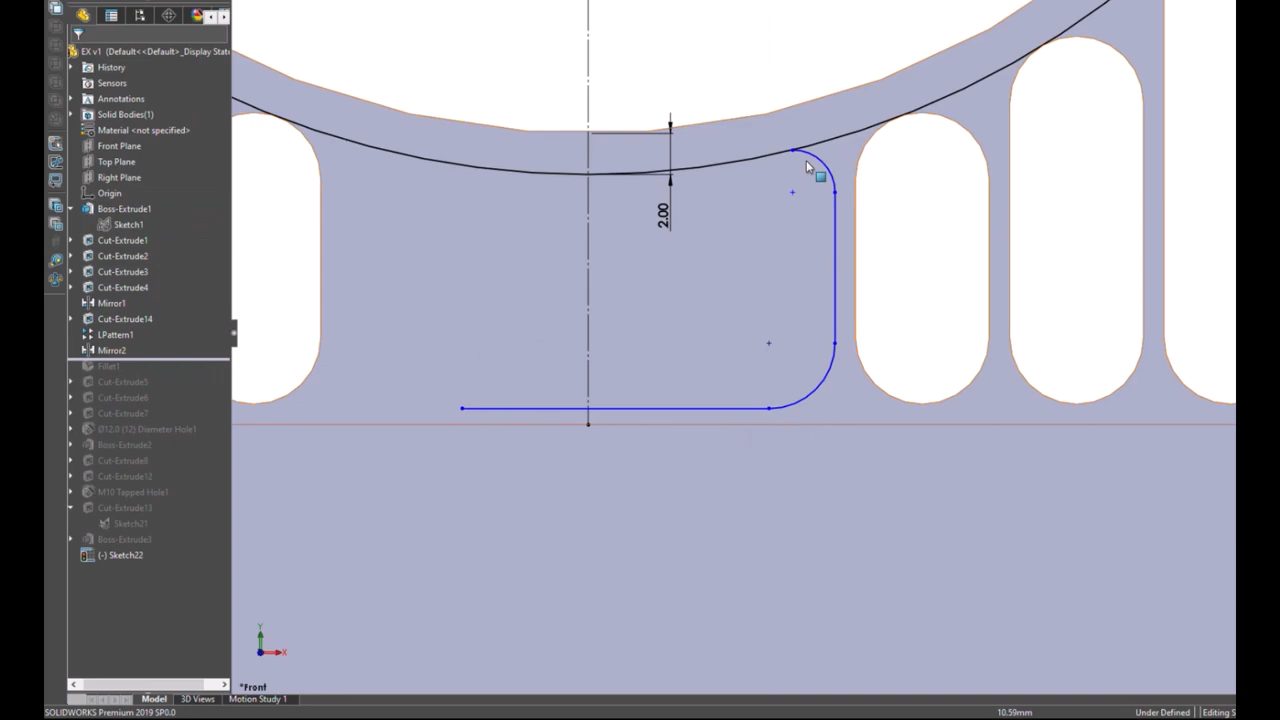 EX v1 (Default<<Default>_Display Stat
History
Sensors
Annotations
Solid Bodies(1)
Material <not specified>
Front Plane
Top Plane
Right Plane
Origin
Boss-Extrude1
Sketch1
Cut-Extrude1
Cut-Extrude2
Cut-Extrude3
Cut-Extrude4
Mirror1
Cut-Extrude14
LPattern1
Mirror2
Fillet1
Cut-Extrude5
Cut-Extrude6
Cut-Extrude7
Ø12.0 (12) Diameter Hole1
Boss-Extrude2
Cut-Extrude8
Cut-Extrude12
M10 Tapped Hole1
Cut-Extrude13
Sketch21
Boss-Extrude3
(-) Sketch22
2.00
Y
X
*Front
Model 3D Views Motion Study 1
SOLIDWORKS Premium 2019 SP0.0 10.59mm Under Defined Editing S